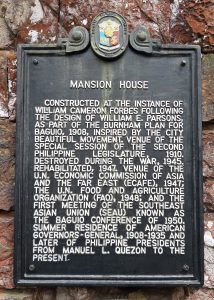 MANSION HOUSE
CONSTRUCTED AT THE INSTANCE OF
WILLIAM CAMERON FORBES FOLLOWING
THE DESIGN OF WILLIAM E. PARSONS,
AS PART OF THE BURNHAM PLAN FOR
BAGUIO, 1908, INSPIRED BY THE CITY
BEAUTIFUL MOVEMENT. VENUE OF THE
SPECIAL SESSION OF THE SECOND
PHILIPPINE LEGISLATURE, 1910.
DESTROYED DURING THE WAR, 1945.
REHABILITATED, 1947. VENUE OF THE
U.N. ECONOMIC COMMISSION OF ASIA
AND THE FAR EAST (ECAFE), 1947;
THE U.N. FOOD AND AGRICULTURE
ORGANIZATION (FAO), 1948; AND THE
FIRST MEETING OF THE SOUTHEAST
ASIAN UNION (SEAU), KNOWN AS
THE BAGUIO CONFERENCE OF 1950.
SUMMER RESIDENCE OF AMERICAN
GOVERNORS-GENERAL, 1908-1935 AND
LATER OF PHILIPPINE PRESIDENTS
FROM MANUEL L. QUEZON TO THE
PRESENT.